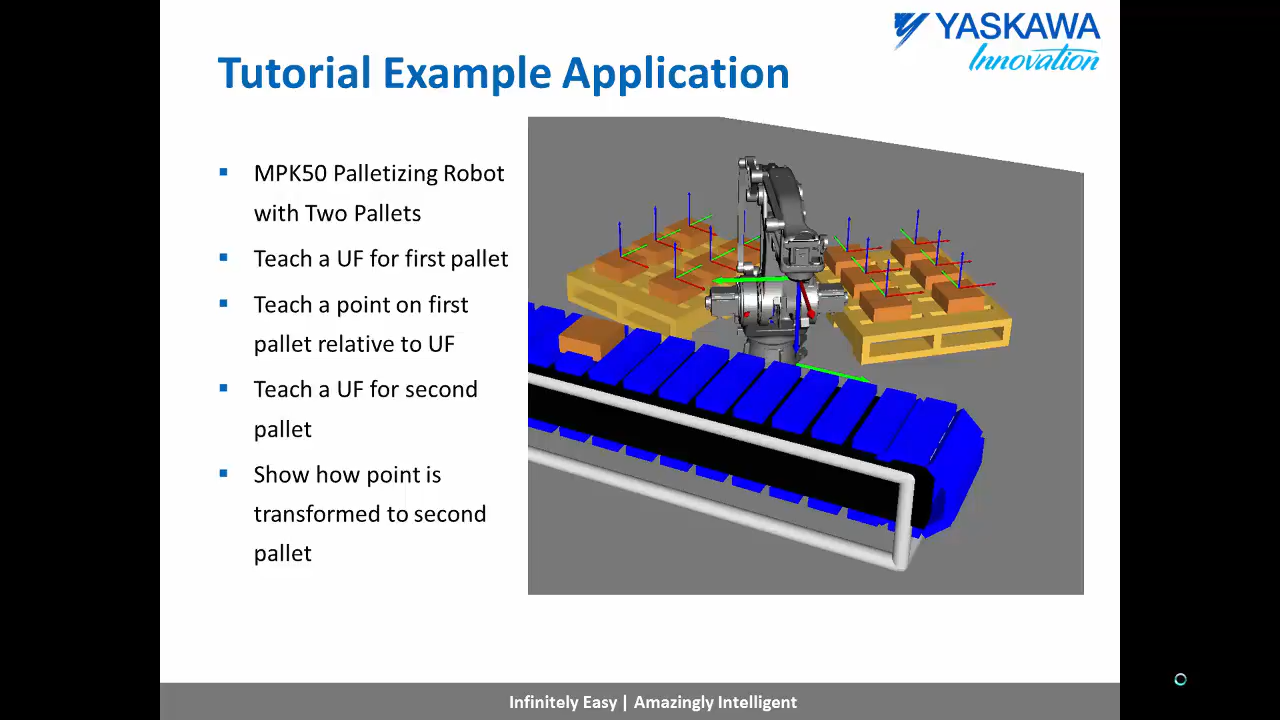 YASKAWA
Innovation
Tutorial Example Application
MPK50 Palletizing Robot
with Two Pallets
Teach a UF for first pallet
Teach a point on first
pallet relative to UF
Teach a UF for second
pallet
Show how point is
transformed to second
pallet
Infinitely Easy | Amazingly Intelligent